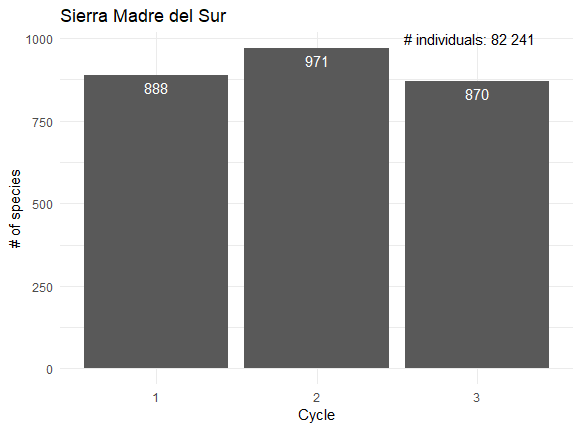 Sierra Madre del Sur
# individuals: 82 241
1000
750
500
250
0
# of species
888
971
870
1
2
3
Cycle